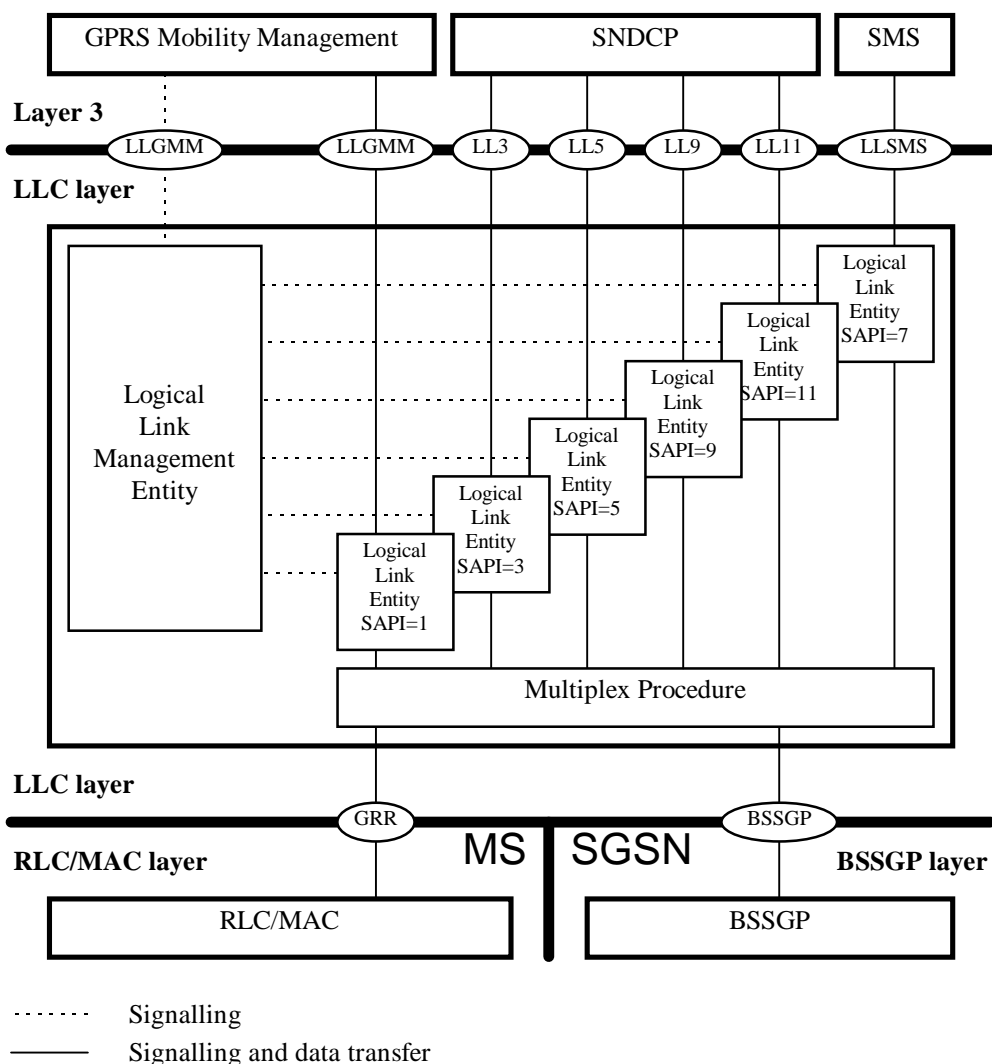 GPRS Mobility Management
SNDCP
SMS
Layer 3
LLGMM
LLGMM
LL3
LL5
LL9
LL11
LLSMS
LLC layer
Logical
Link
Management
Entity
Logical
Link
Entity
SAPI=7
Logical
Link
Entity
SAPI=11
Logical
Link
Entity
SAPI=9
Logical
Link
Entity
SAPI=5
Logical
Link
Entity
SAPI=3
Logical
Link
Entity
SAPI=1
Multiplex Procedure
LLC layer
GRR
BSSGP
MS
SGSN
RLC/MAC layer
BSSGP layer
RLC/MAC
BSSGP
Signalling
Signalling and data transfer